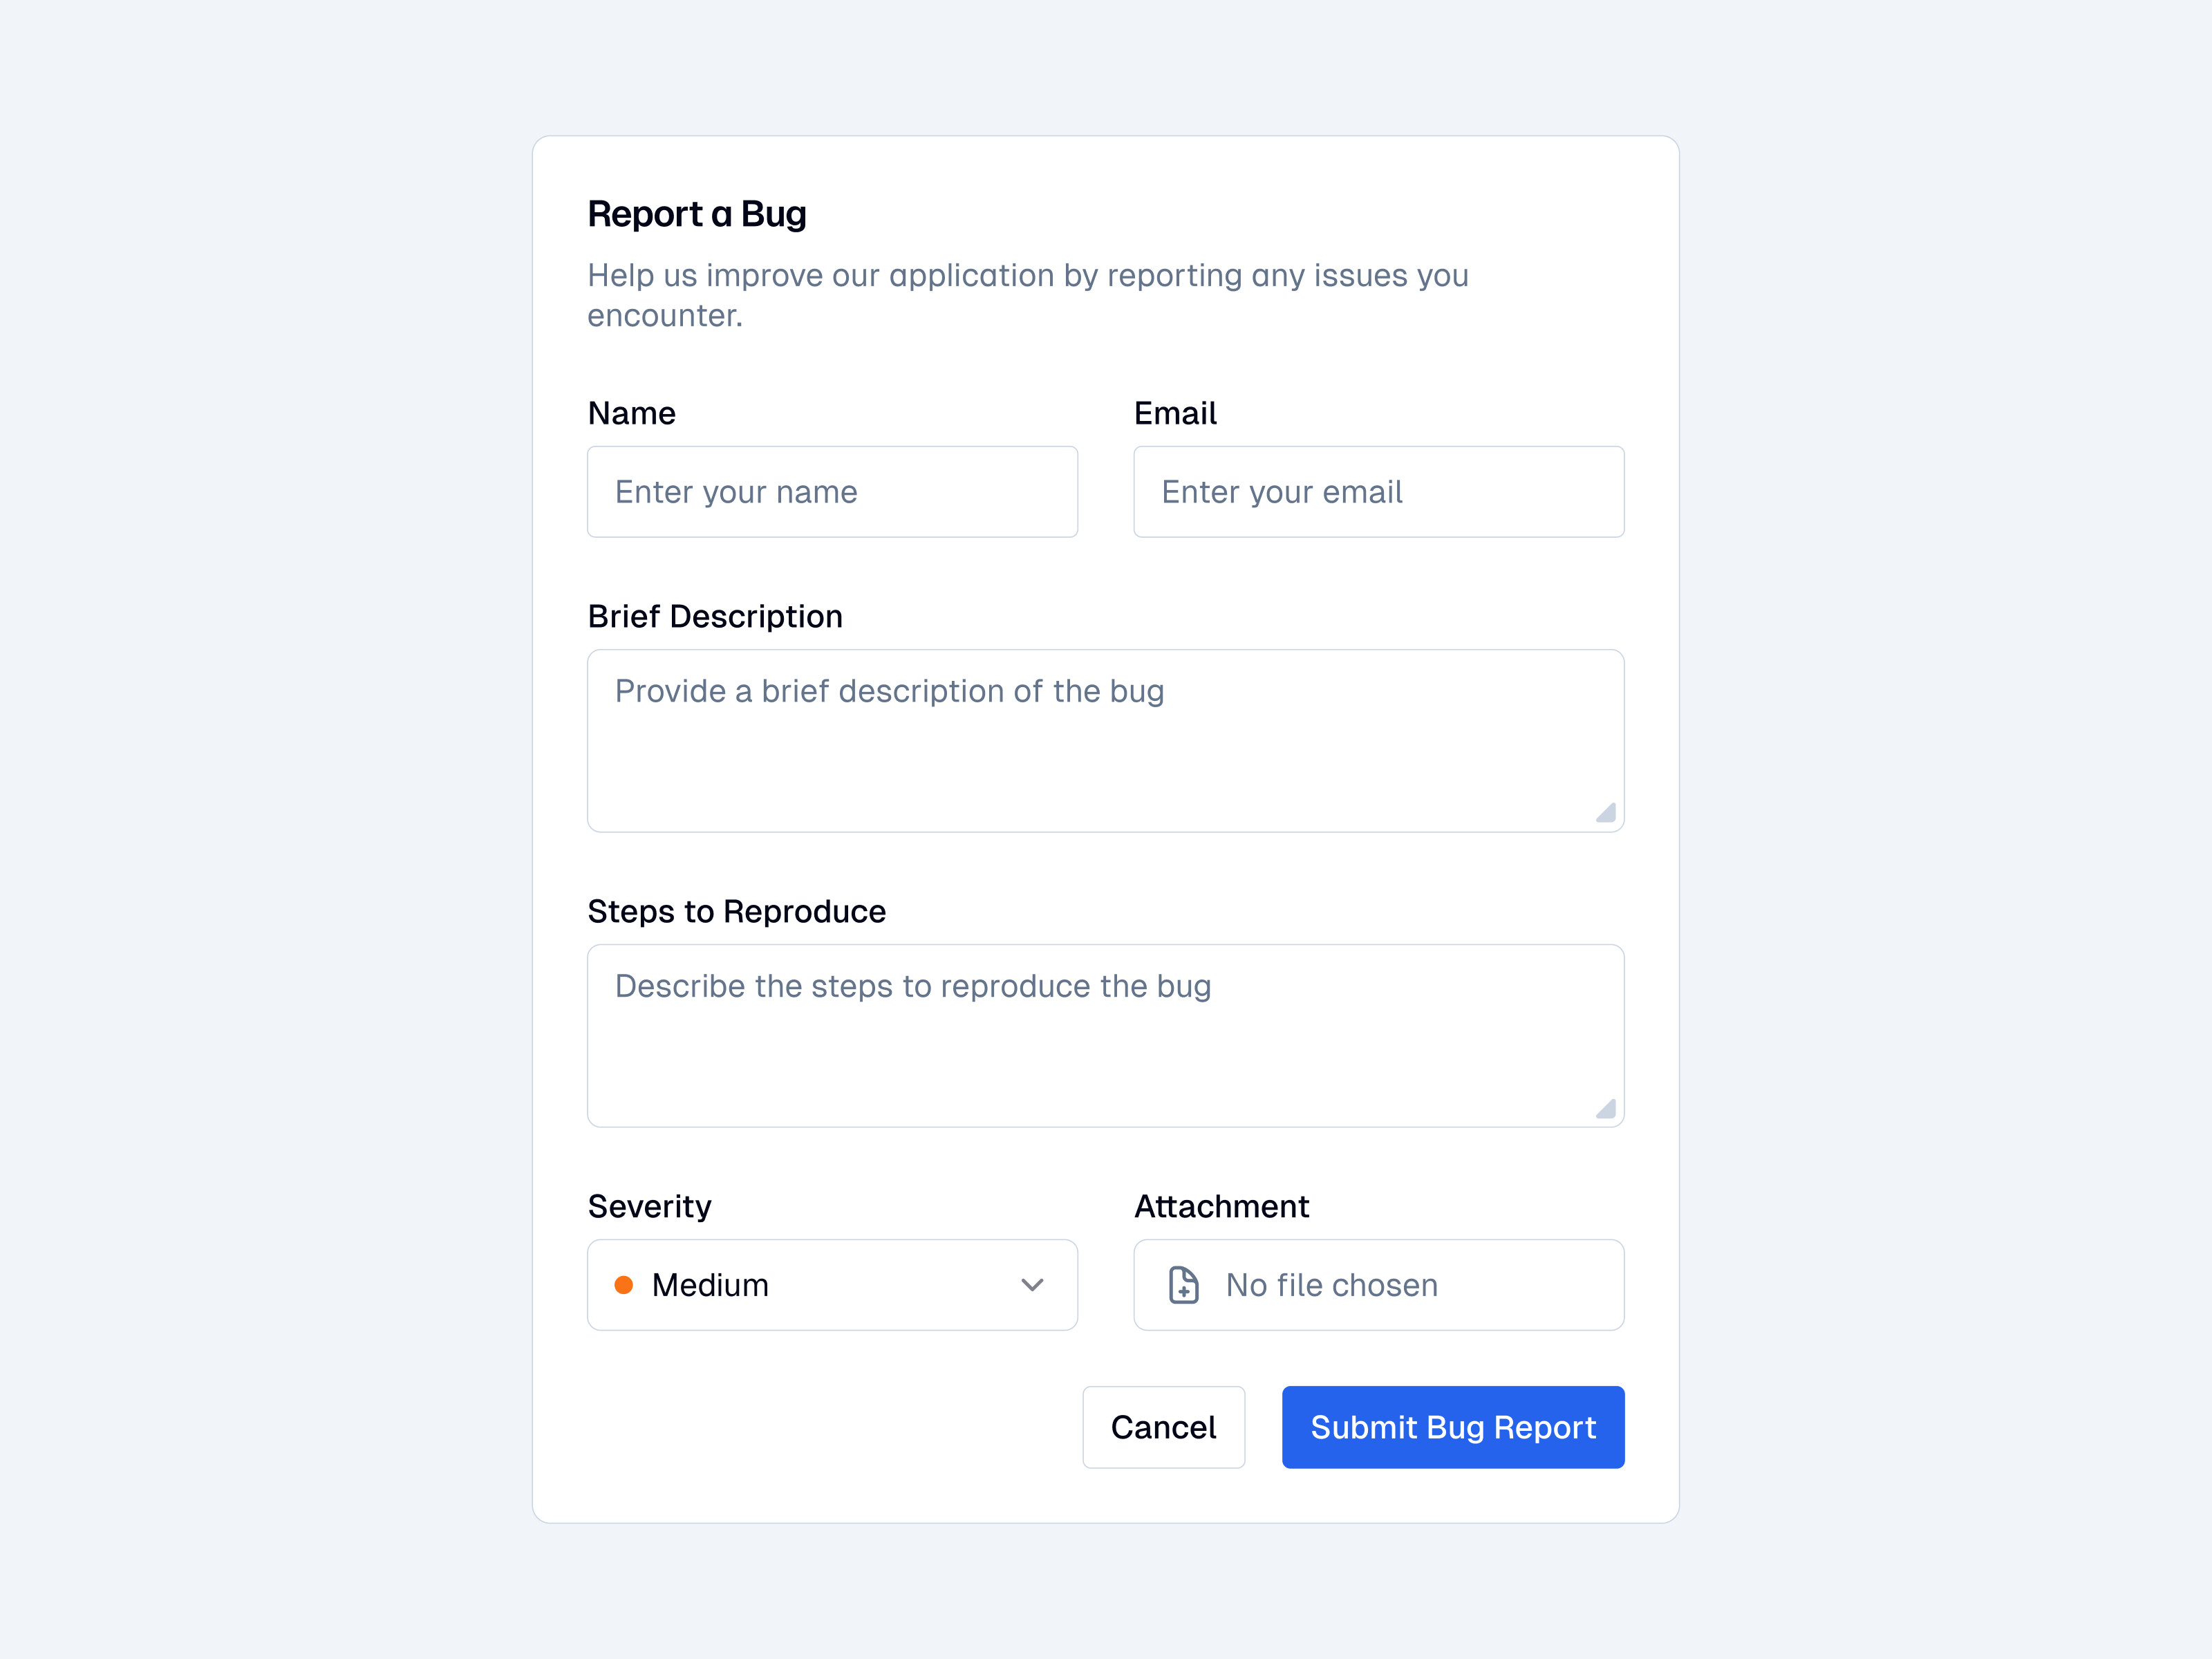 Report a Bug
Help us improve our application by reporting any issues you
encounter.
Name
Email
Enter your name
Enter your email
Brief Description
Provide a brief description of the bug
Steps to Reproduce
Describe the steps to reproduce the bug
Severity
Attachment
Medium
No file chosen
Cancel
Submit Bug Report